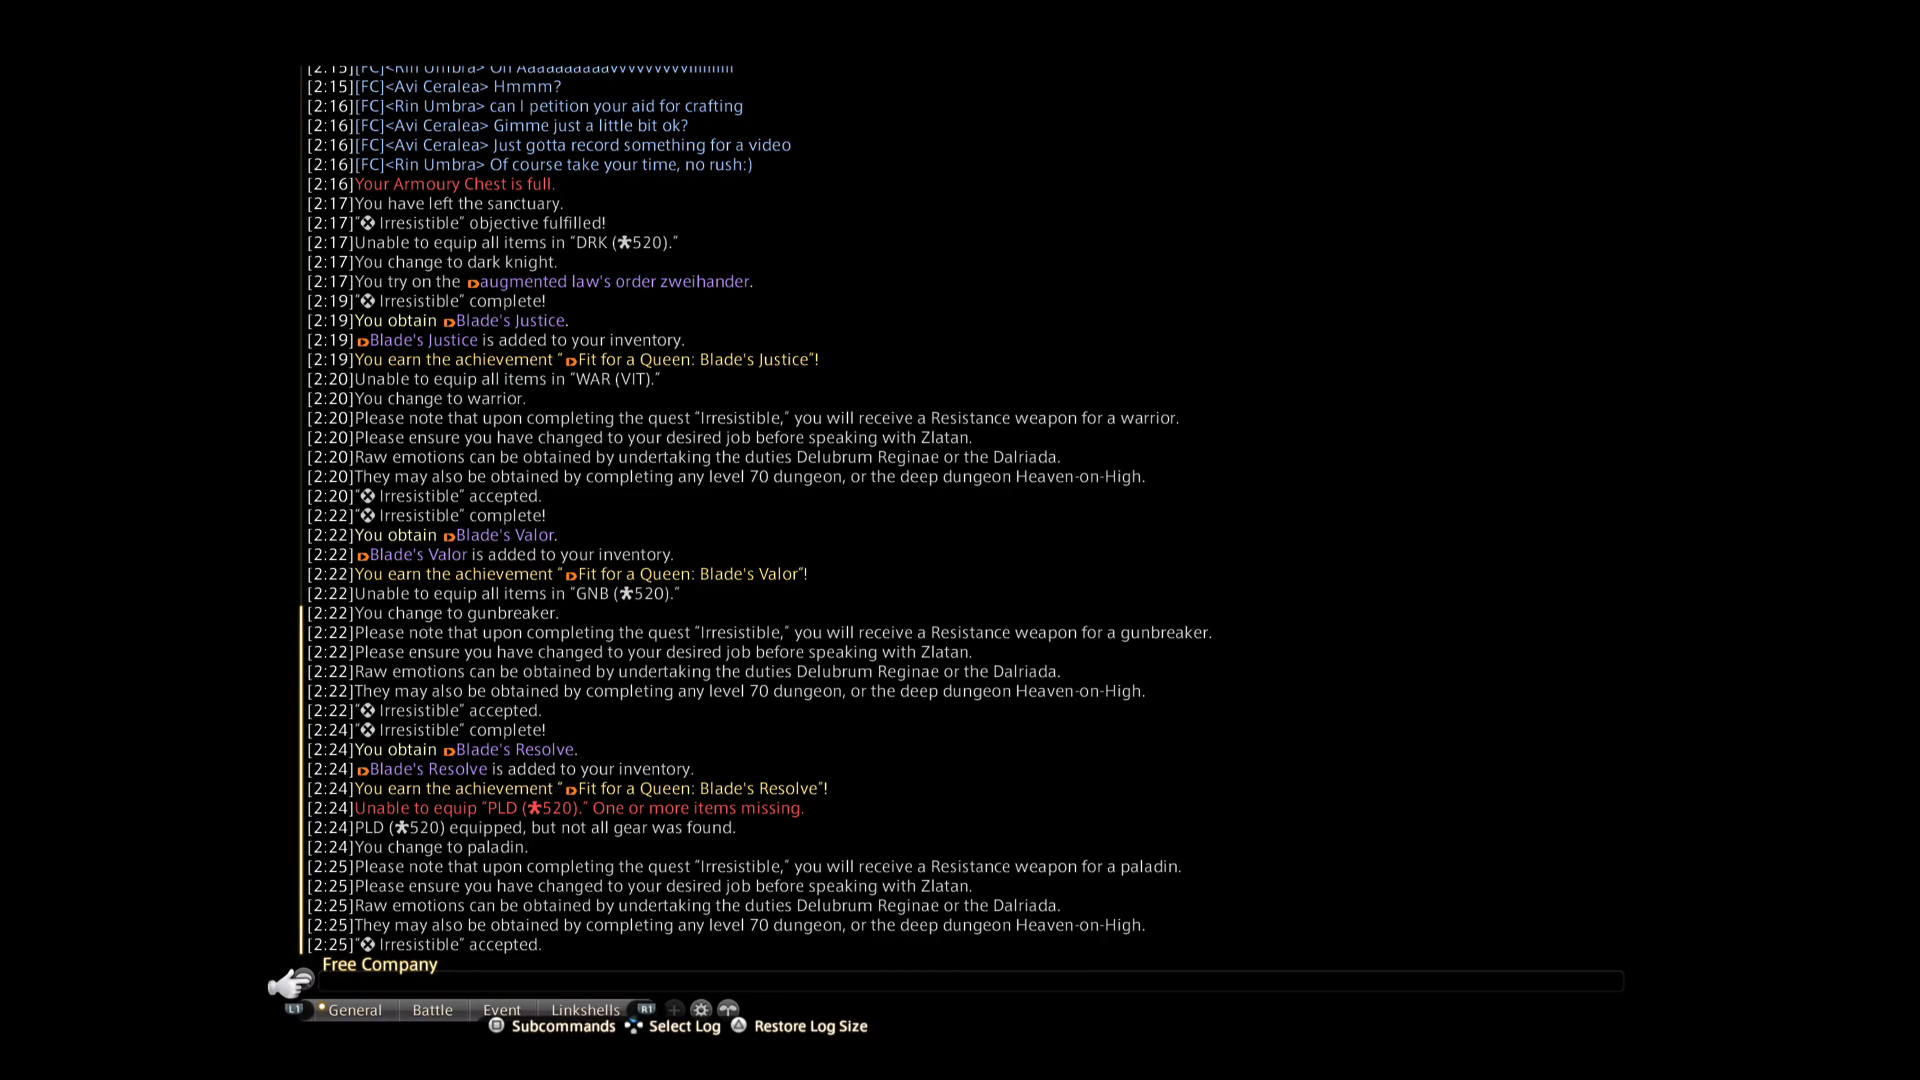 [2:15][FC]<Rin Umbra> Oh Aaaaaaaaaavvvvvvvvviiiiiiiiii
[2:15][FC]<Avi Ceralea> Hmmm?
[2:16][FC]<Rin Umbra> can I petition your aid for crafting
[2:16][FC]<Avi Ceralea> Gimme just a little bit ok?
[2:16][FC]<Avi Ceralea> Just gotta record something for a video
[2:16][FC]<Rin Umbra> Of course take your time, no rush:)
[2:16]Your Armoury Chest is full.
[2:17]You have left the sanctuary.
[2:17]“Irresistible” objective fulfilled!
[2:17]Unable to equip all items in “DRK (520).”
[2:17]You change to dark knight.
[2:17]You try on the augmented law's order zweihander.
[2:19]“Irresistible” complete!
[2:19]You obtain Blade's Justice.
[2:19]Blade's Justice is added to your inventory.
[2:19]You earn the achievement “Fit for a Queen: Blade's Justice”!
[2:20]Unable to equip all items in “WAR (VIT).”
[2:20]You change to warrior.
[2:20]Please note that upon completing the quest “Irresistible,” you will receive a Resistance weapon for a warrior.
[2:20]Please ensure you have changed to your desired job before speaking with Zlatan.
[2:20]Raw emotions can be obtained by undertaking the duties Delubrum Reginae or the Dalriada.
[2:20]They may also be obtained by completing any level 70 dungeon, or the deep dungeon Heaven-on-High.
[2:20]“Irresistible” accepted.
[2:22]“Irresistible” complete!
[2:22]You obtain Blade's Valor.
[2:22]Blade's Valor is added to your inventory.
[2:22]You earn the achievement “Fit for a Queen: Blade's Valor”!
[2:22]Unable to equip all items in “GNB (520).”
[2:22]You change to gunbreaker.
[2:22]Please note that upon completing the quest “Irresistible,” you will receive a Resistance weapon for a gunbreaker.
[2:22]Please ensure you have changed to your desired job before speaking with Zlatan.
[2:22]Raw emotions can be obtained by undertaking the duties Delubrum Reginae or the Dalriada.
[2:22]They may also be obtained by completing any level 70 dungeon, or the deep dungeon Heaven-on-High.
[2:22]“Irresistible” accepted.
[2:24]“Irresistible” complete!
[2:24]You obtain Blade's Resolve.
[2:24]Blade's Resolve is added to your inventory.
[2:24]You earn the achievement “Fit for a Queen: Blade's Resolve”!
[2:24]Unable to equip “PLD (520).” One or more items missing.
[2:24]PLD (520) equipped, but not all gear was found.
[2:24]You change to paladin.
[2:25]Please note that upon completing the quest “Irresistible,” you will receive a Resistance weapon for a paladin.
[2:25]Please ensure you have changed to your desired job before speaking with Zlatan.
[2:25]Raw emotions can be obtained by undertaking the duties Delubrum Reginae or the Dalriada.
[2:25]They may also be obtained by completing any level 70 dungeon, or the deep dungeon Heaven-on-High.
[2:25]“Irresistible” accepted.
Free Company
L1 General Battle Event Linkshells R1
Subcommands Select Log Restore Log Size